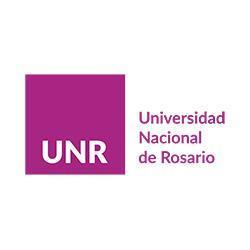 UNR
Universidad
Nacional
de Rosario